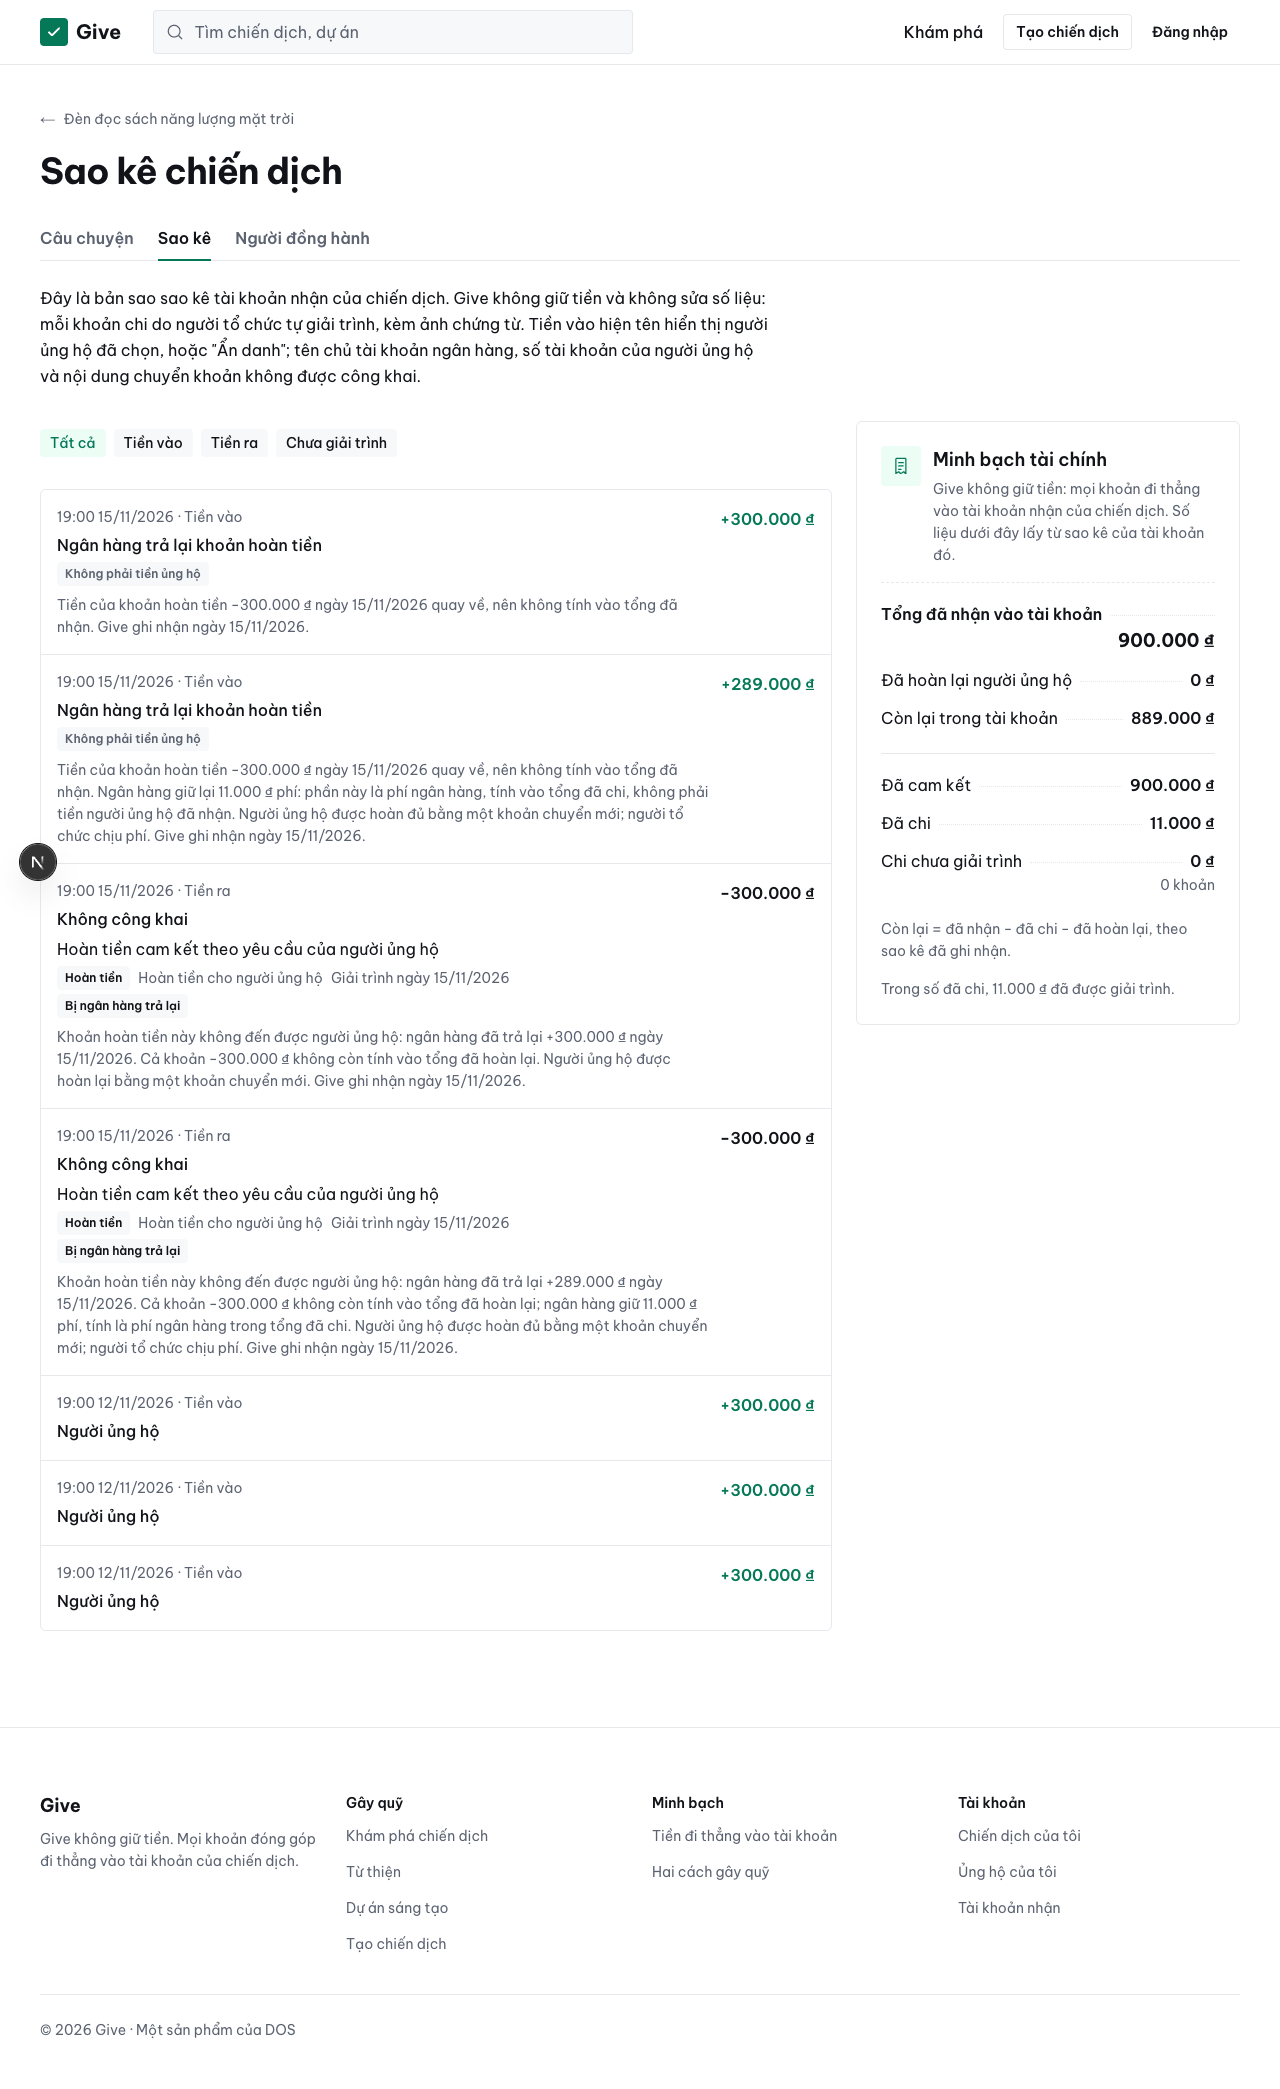 Give
Tìm chiến dịch, dự án
Khám phá
Tạo chiến dịch
Đăng nhập
← Đèn đọc sách năng lượng mặt trời
Sao kê chiến dịch
Câu chuyện
Sao kê
Người đồng hành
Đây là bản sao sao kê tài khoản nhận của chiến dịch. Give không giữ tiền và không sửa số liệu:
mỗi khoản chi do người tổ chức tự giải trình, kèm ảnh chứng từ. Tiền vào hiện tên hiển thị người
ủng hộ đã chọn, hoặc "Ẩn danh"; tên chủ tài khoản ngân hàng, số tài khoản của người ủng hộ
và nội dung chuyển khoản không được công khai.
Tất cả
Tiền vào
Tiền ra
Chưa giải trình
19:00 15/11/2026 · Tiền vào
+300.000 ₫
Ngân hàng trả lại khoản hoàn tiền
Không phải tiền ủng hộ
Tiền của khoản hoàn tiền -300.000 ₫ ngày 15/11/2026 quay về, nên không tính vào tổng đã
nhận. Give ghi nhận ngày 15/11/2026.
19:00 15/11/2026 · Tiền vào
+289.000 ₫
Ngân hàng trả lại khoản hoàn tiền
Không phải tiền ủng hộ
Tiền của khoản hoàn tiền -300.000 ₫ ngày 15/11/2026 quay về, nên không tính vào tổng đã
nhận. Ngân hàng giữ lại 11.000 ₫ phí: phần này là phí ngân hàng, tính vào tổng đã chi, không phải
tiền người ủng hộ đã nhận. Người ủng hộ được hoàn đủ bằng một khoản chuyển mới; người tổ
chức chịu phí. Give ghi nhận ngày 15/11/2026.
19:00 15/11/2026 · Tiền ra
-300.000 ₫
Không công khai
Hoàn tiền cam kết theo yêu cầu của người ủng hộ
Hoàn tiền
Hoàn tiền cho người ủng hộ
Giải trình ngày 15/11/2026
Bị ngân hàng trả lại
Khoản hoàn tiền này không đến được người ủng hộ: ngân hàng đã trả lại +300.000 ₫ ngày
15/11/2026. Cả khoản -300.000 ₫ không còn tính vào tổng đã hoàn lại. Người ủng hộ được
hoàn lại bằng một khoản chuyển mới. Give ghi nhận ngày 15/11/2026.
19:00 15/11/2026 · Tiền ra
-300.000 ₫
Không công khai
Hoàn tiền cam kết theo yêu cầu của người ủng hộ
Hoàn tiền
Hoàn tiền cho người ủng hộ
Giải trình ngày 15/11/2026
Bị ngân hàng trả lại
Khoản hoàn tiền này không đến được người ủng hộ: ngân hàng đã trả lại +289.000 ₫ ngày
15/11/2026. Cả khoản -300.000 ₫ không còn tính vào tổng đã hoàn lại; ngân hàng giữ 11.000 ₫
phí, tính là phí ngân hàng trong tổng đã chi. Người ủng hộ được hoàn đủ bằng một khoản chuyển
mới; người tổ chức chịu phí. Give ghi nhận ngày 15/11/2026.
19:00 12/11/2026 · Tiền vào
+300.000 ₫
Người ủng hộ
19:00 12/11/2026 · Tiền vào
+300.000 ₫
Người ủng hộ
19:00 12/11/2026 · Tiền vào
+300.000 ₫
Người ủng hộ
Minh bạch tài chính
Give không giữ tiền: mọi khoản đi thẳng
vào tài khoản nhận của chiến dịch. Số
liệu dưới đây lấy từ sao kê của tài khoản
đó.
Tổng đã nhận vào tài khoản
900.000 ₫
Đã hoàn lại người ủng hộ
0 ₫
Còn lại trong tài khoản
889.000 ₫
Đã cam kết
900.000 ₫
Đã chi
11.000 ₫
Chi chưa giải trình
0 ₫
0 khoản
Còn lại = đã nhận - đã chi - đã hoàn lại, theo
sao kê đã ghi nhận.
Trong số đã chi, 11.000 ₫ đã được giải trình.
N
Give
Give không giữ tiền. Mọi khoản đóng góp
đi thẳng vào tài khoản của chiến dịch.
Gây quỹ
Khám phá chiến dịch
Từ thiện
Dự án sáng tạo
Tạo chiến dịch
Minh bạch
Tiền đi thẳng vào tài khoản
Hai cách gây quỹ
Tài khoản
Chiến dịch của tôi
Ủng hộ của tôi
Tài khoản nhận
© 2026 Give · Một sản phẩm của DOS